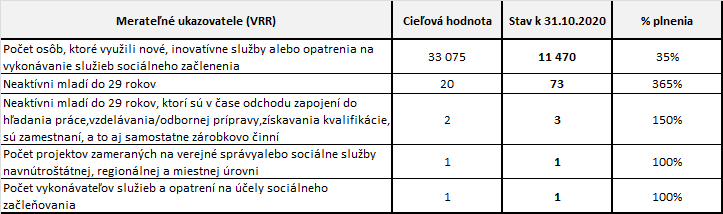 Merateľné ukazovatele (VRR) Cieľová hodnota Stav k 31.10.2020 % plnenia
Počet osôb, ktoré využili nové, inovatívne služby alebo opatrenia na
vykonávanie služieb sociálneho začlenenia 33 075 11 470 35%
Neaktívni mladí do 29 rokov 20 73 365%
Neaktívni mladí do 29 rokov, ktorí sú v čase odchodu zapojení do
hľadania práce,vzdelávania/odbornej prípravy,získavania kvalifikácie,
sú zamestnaní, a to aj samostatne zárobkovo činní 2 3 150%
Počet projektov zameraných na verejné správyalebo sociálne služby
navnútroštátnej, regionálnej a miestnej úrovni 1 1 100%
Počet vykonávateľov služieb a opatrení na účely sociálneho
začleňovania 1 1 100%